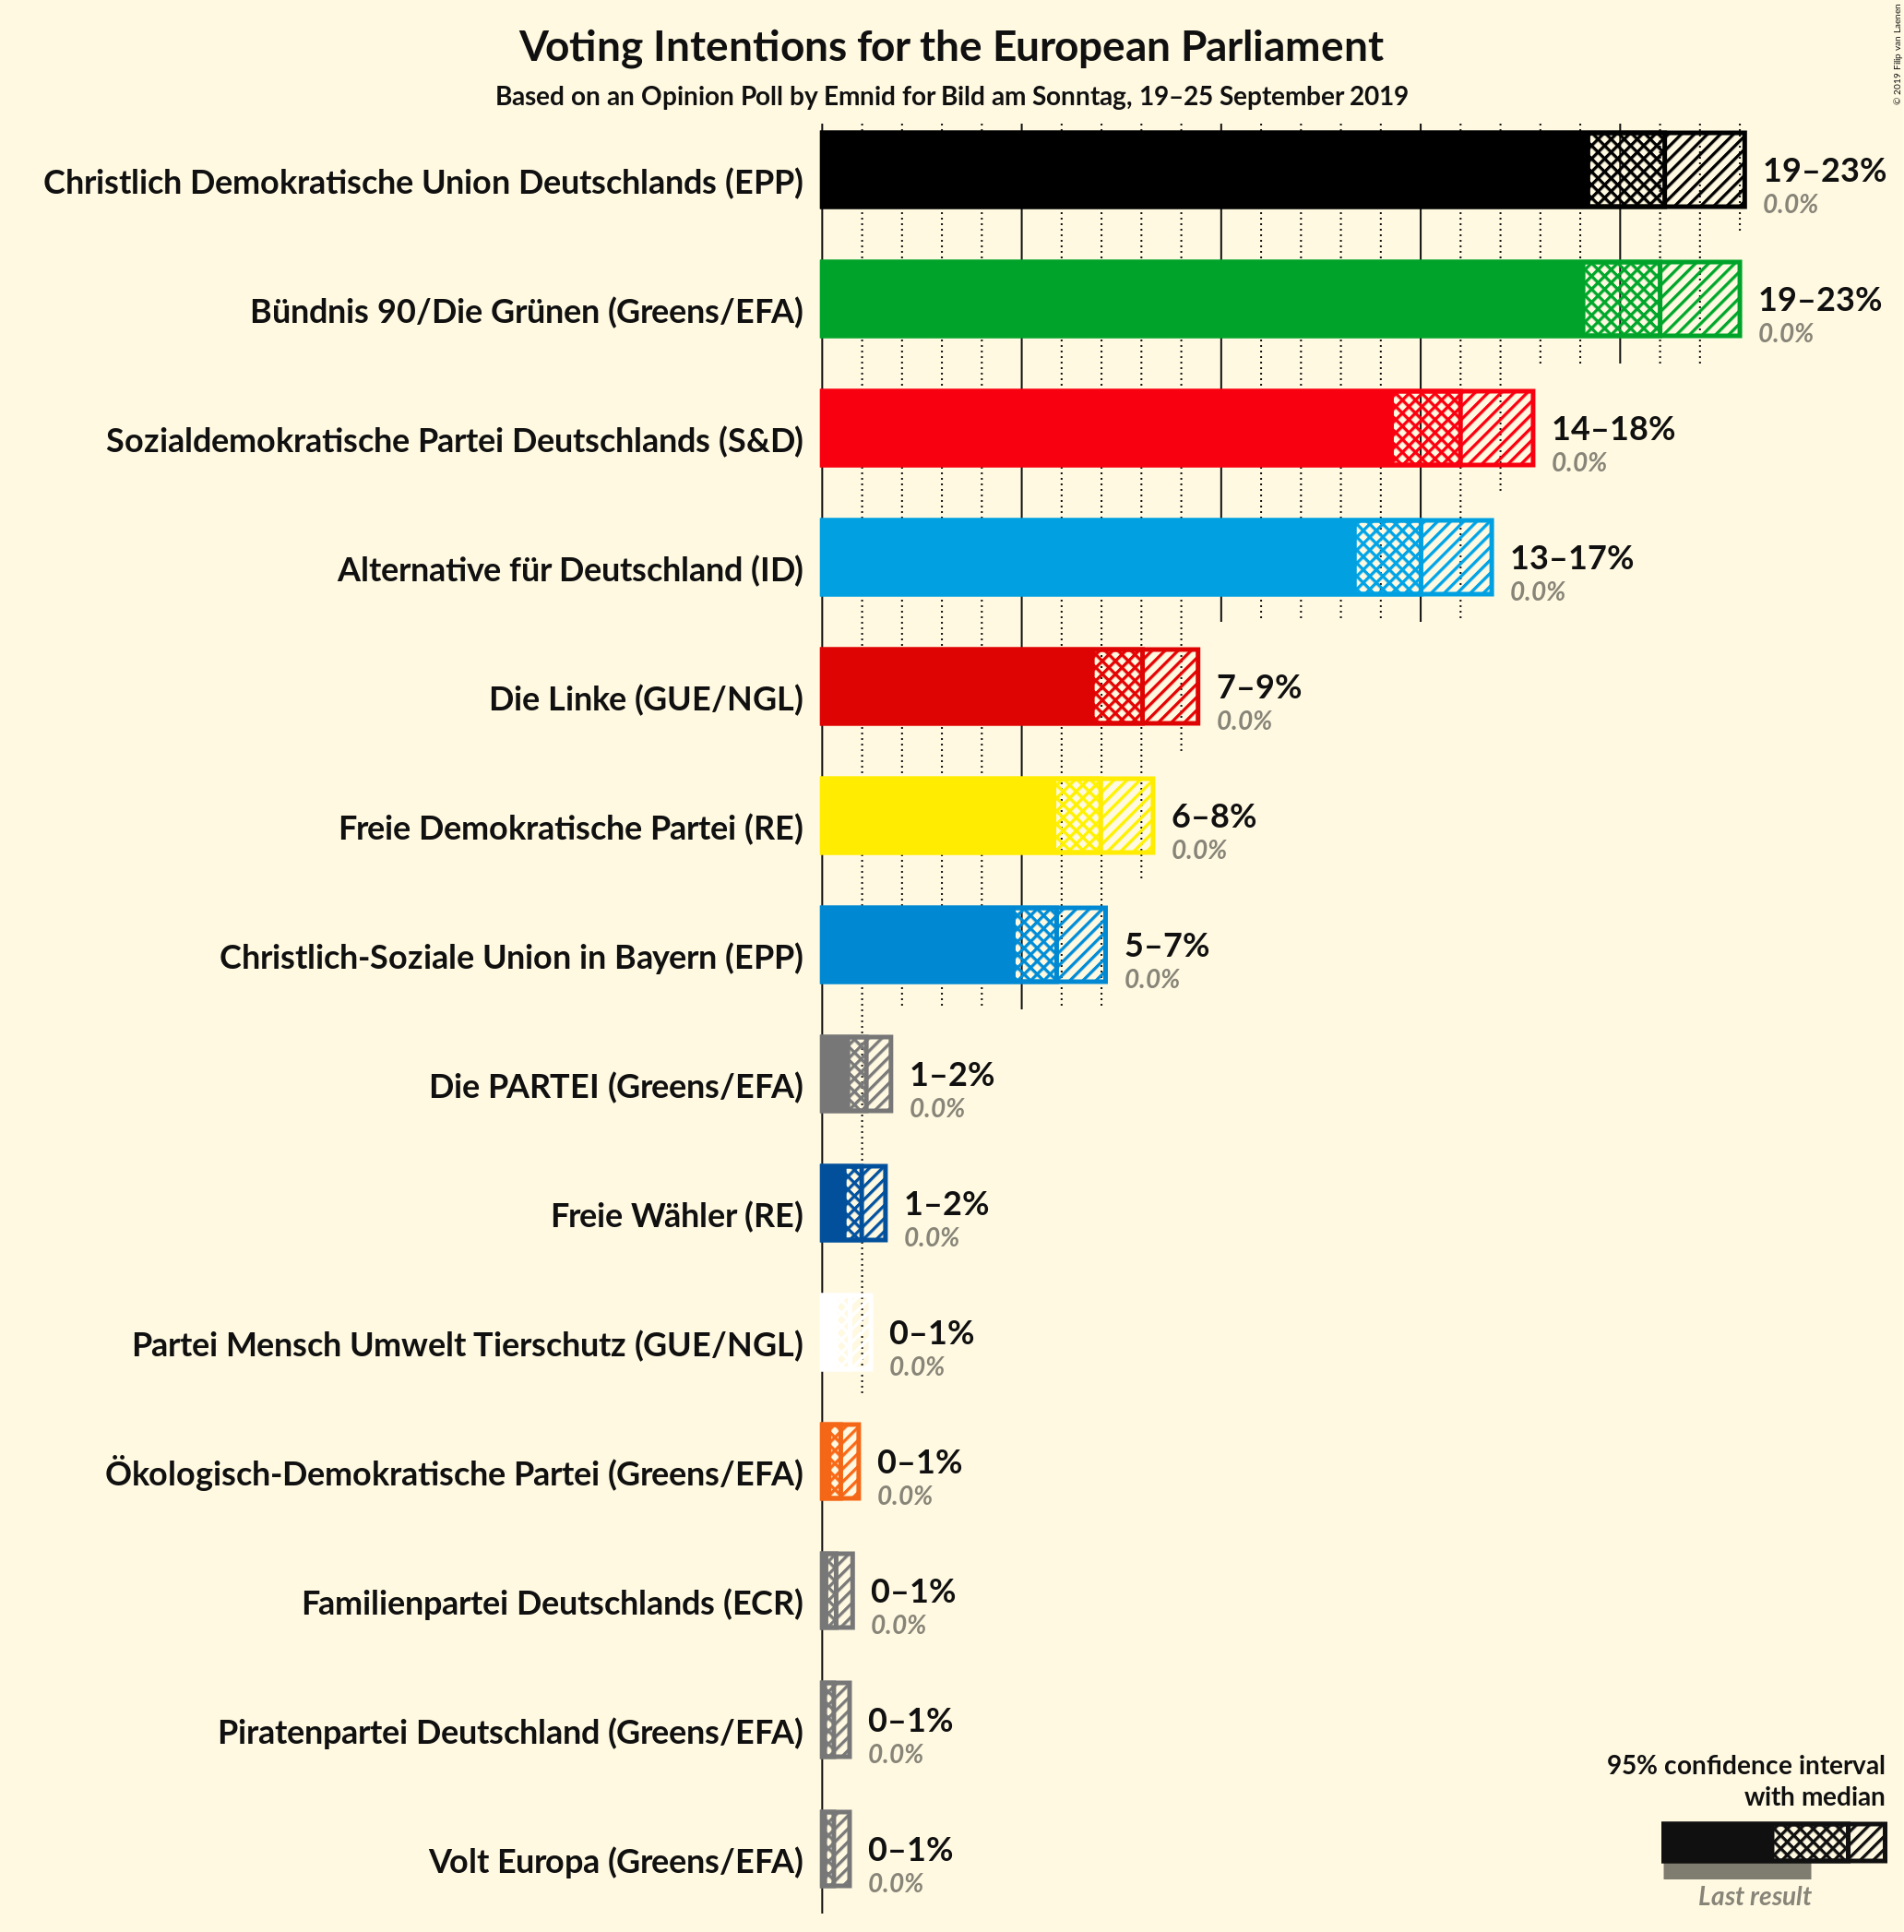 Voting Intentions for the European Parliament
Based on an Opinion Poll by Emnid for Bild am Sonntag, 19–25 September 2019
© 2019 Filip van Laenen
Christlich Demokratische Union Deutschlands (EPP)
19–23%
0.0%
Bündnis 90/Die Grünen (Greens/EFA)
19–23%
0.0%
Sozialdemokratische Partei Deutschlands (S&D)
14–18%
0.0%
Alternative für Deutschland (ID)
13–17%
0.0%
Die Linke (GUE/NGL)
7–9%
0.0%
Freie Demokratische Partei (RE)
6–8%
0.0%
Christlich-Soziale Union in Bayern (EPP)
5–7%
0.0%
Die PARTEI (Greens/EFA)
1–2%
0.0%
Freie Wähler (RE)
1–2%
0.0%
Partei Mensch Umwelt Tierschutz (GUE/NGL)
0–1%
0.0%
Ökologisch-Demokratische Partei (Greens/EFA)
0–1%
0.0%
Familienpartei Deutschlands (ECR)
0–1%
0.0%
Piratenpartei Deutschland (Greens/EFA)
0–1%
0.0%
Volt Europa (Greens/EFA)
0–1%
0.0%
95% confidence interval
with median
Last result